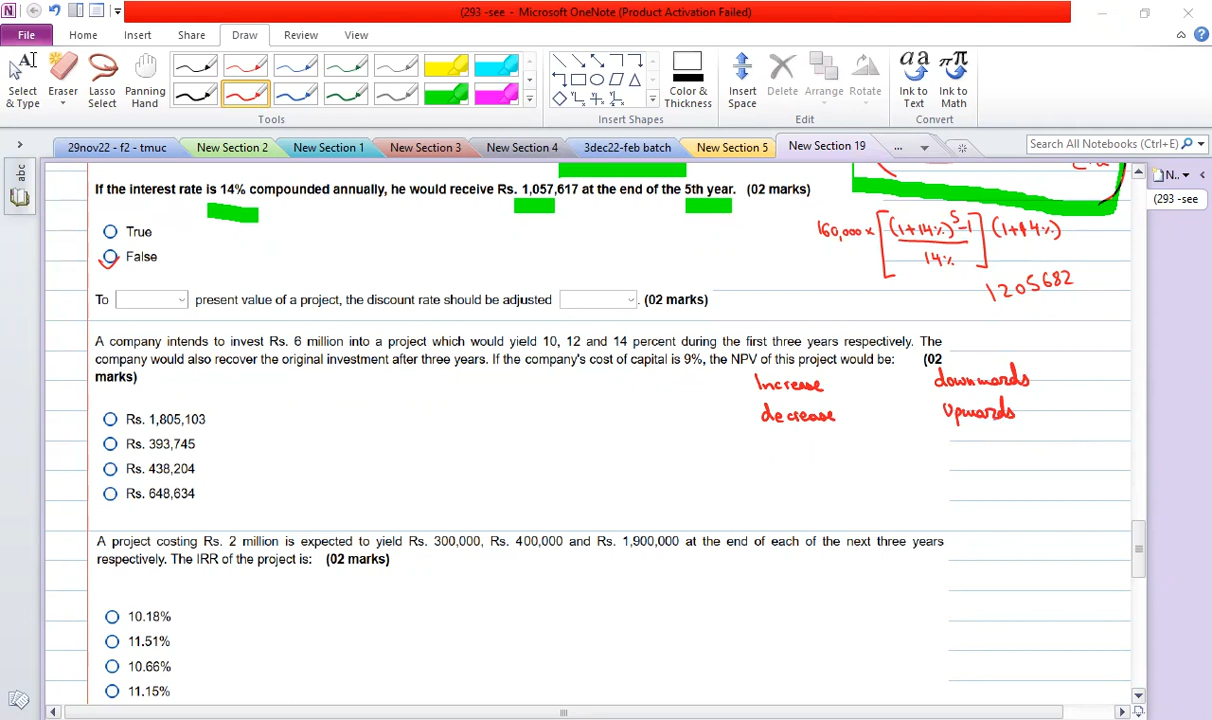 (293 -see - Microsoft OneNote (Product Activation Failed)
File Home Insert Share Draw Review View
Select & Type
Eraser
Lasso Select
Panning Hand
Color & Thickness
Insert Space
Delete
Arrange
Rotate
Ink to Text
Ink to Math
Tools
Insert Shapes
Edit
Convert
29nov22 - f2 - tmuc New Section 2 New Section 1 New Section 3 New Section 4 3dec22-feb batch New Section 5 New Section 19 ... Search All Notebooks (Ctrl+E)
abc
N..
(293 -see
If the interest rate is 14% compounded annually, he would receive Rs. 1,057,617 at the end of the 5th year. (02 marks)
True
False
160,000 x [ (1+14%)^5 -1 / 14% ] (1+14%)
1205682
To present value of a project, the discount rate should be adjusted . (02 marks)
A company intends to invest Rs. 6 million into a project which would yield 10, 12 and 14 percent during the first three years respectively. The
company would also recover the original investment after three years. If the company's cost of capital is 9%, the NPV of this project would be: (02
marks)
Increase downwards
decrease Upwards
Rs. 1,805,103
Rs. 393,745
Rs. 438,204
Rs. 648,634
A project costing Rs. 2 million is expected to yield Rs. 300,000, Rs. 400,000 and Rs. 1,900,000 at the end of each of the next three years
respectively. The IRR of the project is: (02 marks)
10.18%
11.51%
10.66%
11.15%